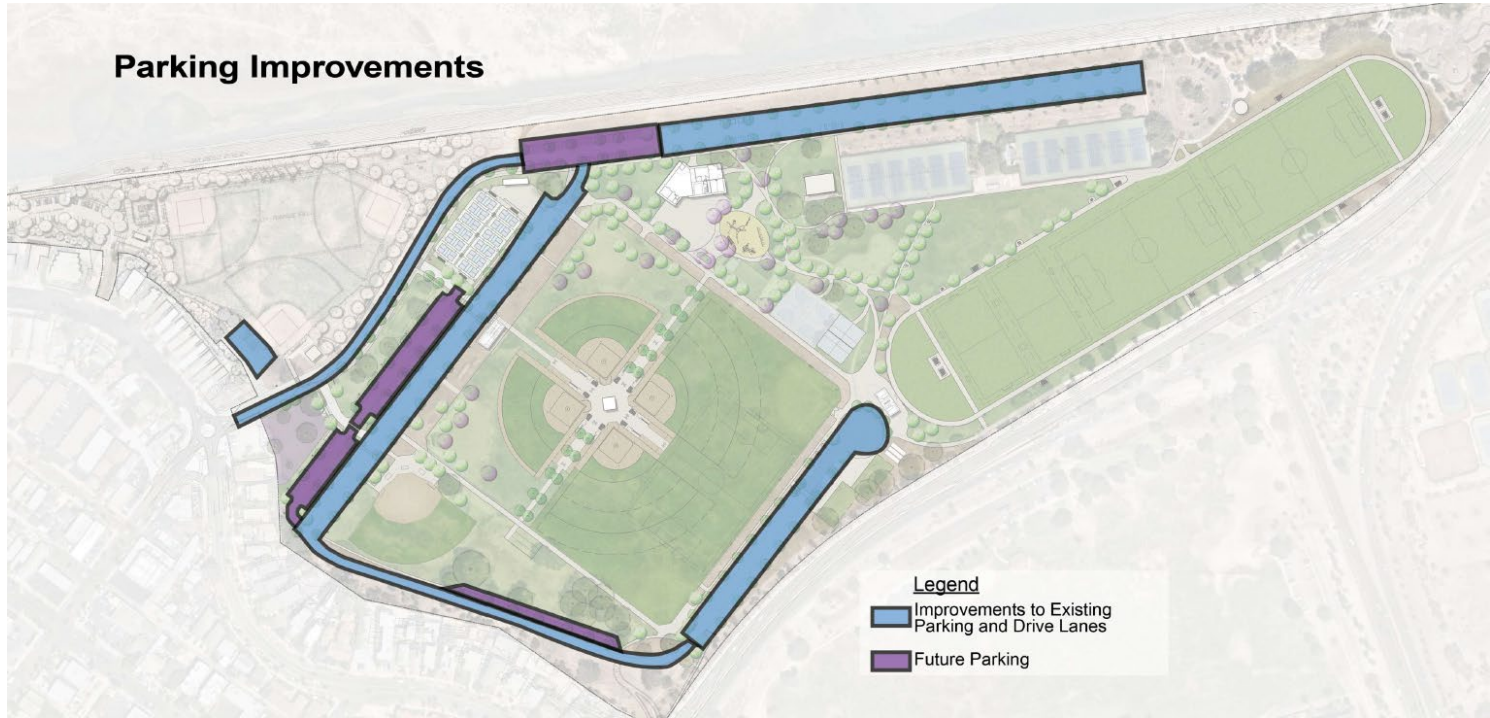 Parking Improvements
Legend
Improvements to Existing
Parking and Drive Lanes
Future Parking